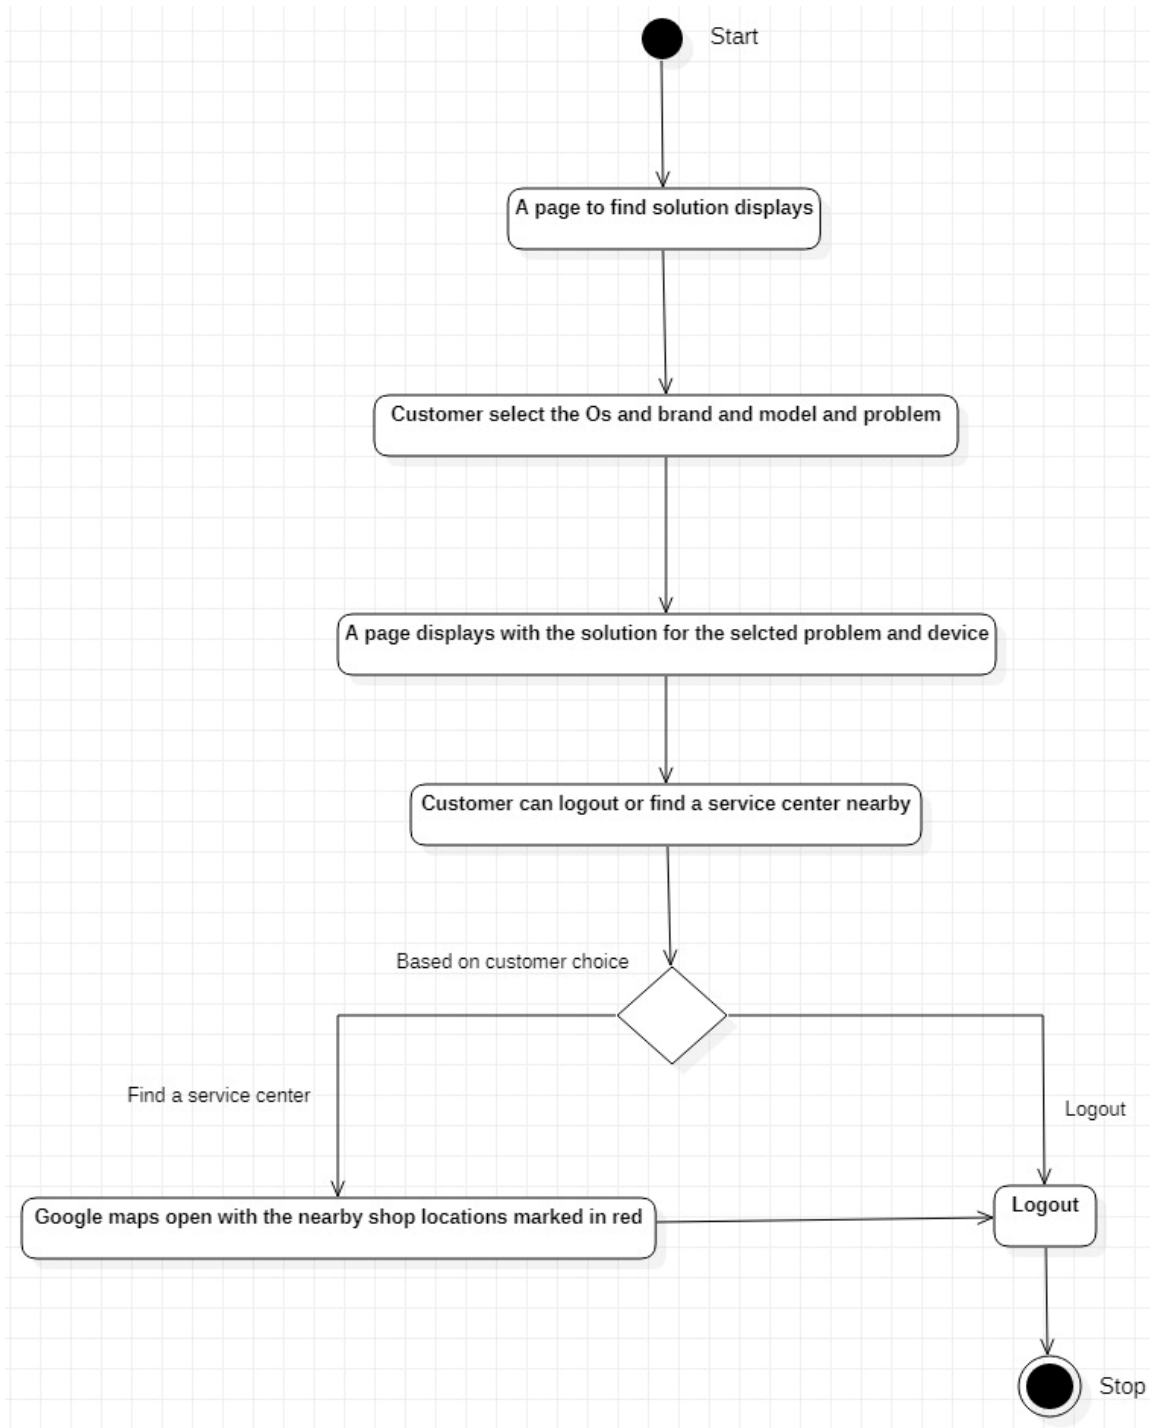 Start
A page to find solution displays
Customer select the Os and brand and model and problem
A page displays with the solution for the selcted problem and device
Customer can logout or find a service center nearby
Based on customer choice
Find a service center
Logout
Google maps open with the nearby shop locations marked in red
Logout
Stop